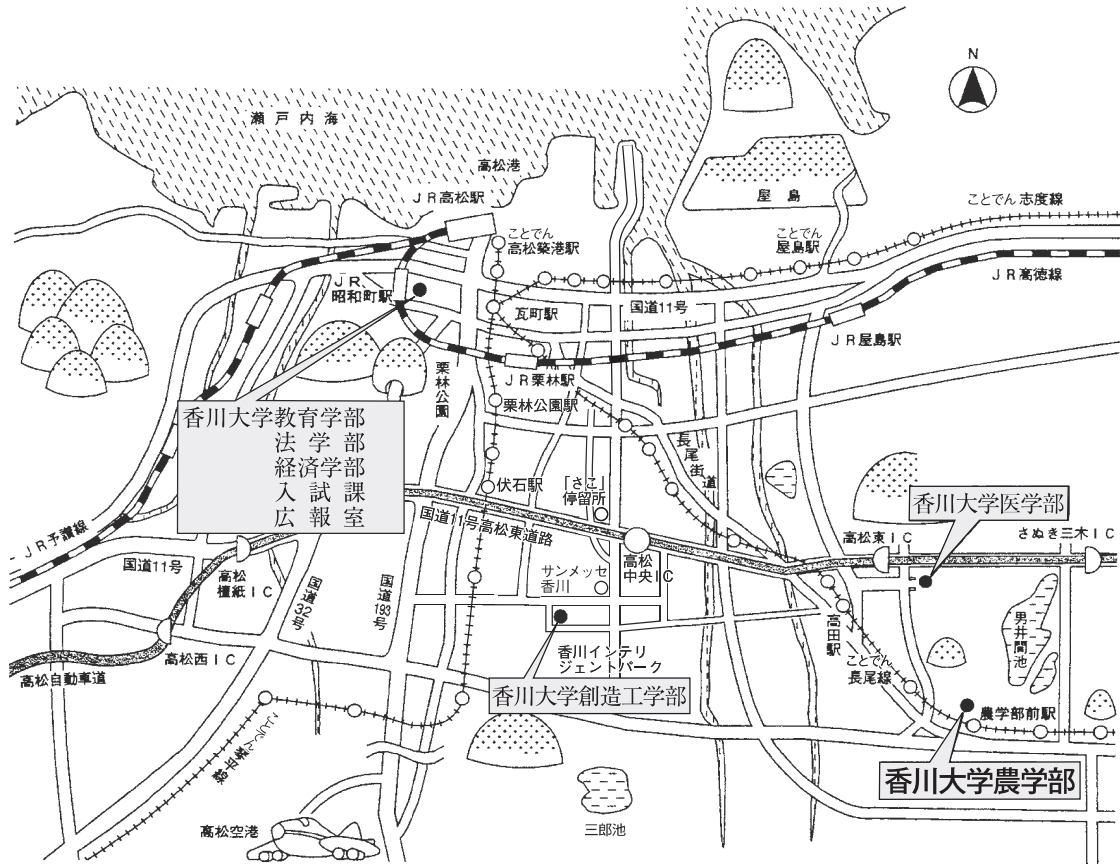 N
瀬戸内海
高松港
JR高松駅
屋島
ことでん志度線
ことでん
高松築港駅
ことでん
屋島駅
JR高徳線
JR
昭和町駅
瓦町駅
国道11号
JR屋島駅
JR栗林駅
栗林公園
栗林公園駅
香川大学教育学部
法学部
経済学部
入試課
広報室
長尾街道
「さこ」
停留所
伏石駅
国道11号高松東道路
香川大学医学部
高松東IC
さぬき三木IC
JR予讃線
国道11号
高松
檀紙IC
高松
中央IC
サンメッセ
香川
国道32号
国道193号
男井間池
高田駅
高松西IC
高松自動車道
香川インテリ
ジェントパーク
ことでん
長尾線
香川大学創造工学部
農学部前駅
ことでん琴平線
香川大学農学部
高松空港
三郎池